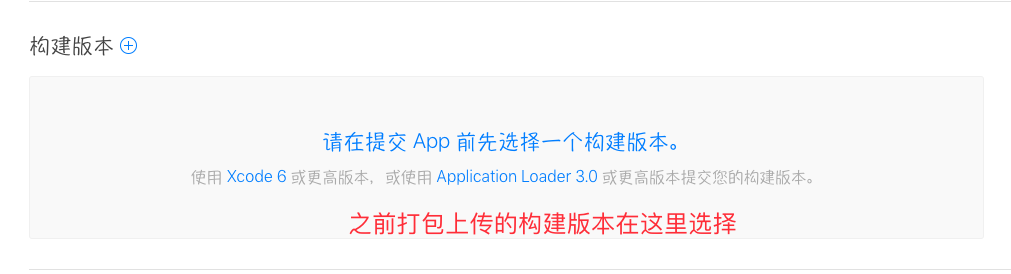 构建版本
请在提交 App 前先选择一个构建版本。
使用 Xcode 6 或更高版本，或使用 Application Loader 3.0 或更高版本提交您的构建版本。
之前打包上传的构建版本在这里选择